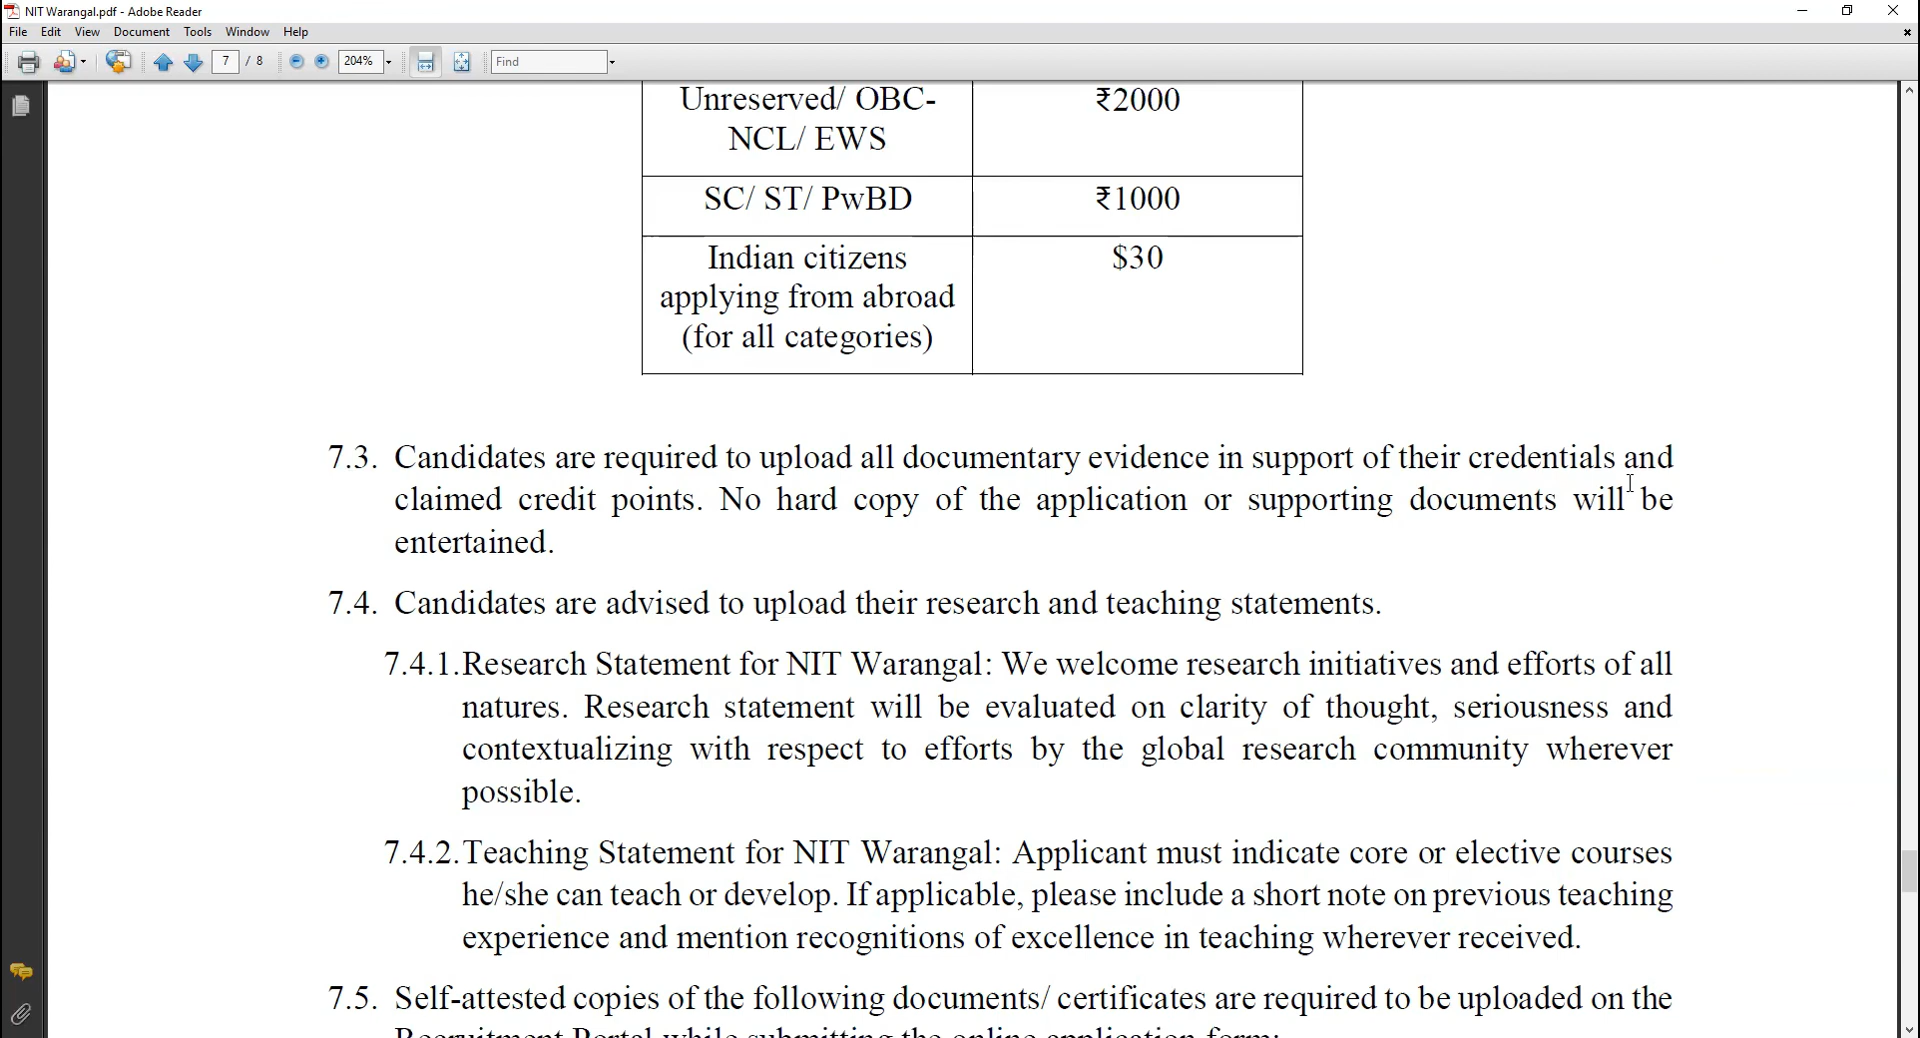 NIT Warangal.pdf - Adobe Reader
File Edit View Document Tools Window Help
7 / 8 204% Find
Unreserved/ OBC-
NCL/ EWS
₹2000
SC/ ST/ PwBD
₹1000
Indian citizens
applying from abroad
(for all categories)
$30
7.3. Candidates are required to upload all documentary evidence in support of their credentials and
claimed credit points. No hard copy of the application or supporting documents will be
entertained.
7.4. Candidates are advised to upload their research and teaching statements.
7.4.1. Research Statement for NIT Warangal: We welcome research initiatives and efforts of all
natures. Research statement will be evaluated on clarity of thought, seriousness and
contextualizing with respect to efforts by the global research community wherever
possible.
7.4.2. Teaching Statement for NIT Warangal: Applicant must indicate core or elective courses
he/she can teach or develop. If applicable, please include a short note on previous teaching
experience and mention recognitions of excellence in teaching wherever received.
7.5. Self-attested copies of the following documents/ certificates are required to be uploaded on the
Recruitment Portal while submitting the online application form: